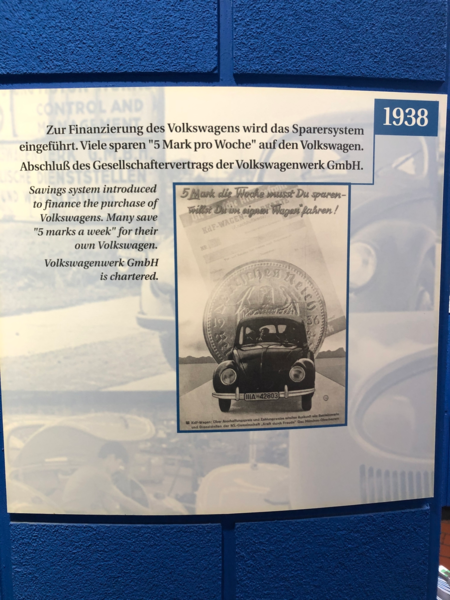 CONTROL AND
1938
Zur Finanzierung des Volkswagens wird das Sparersystem
eingeführt. Viele sparen "5 Mark pro Woche" auf den Volkswagen.
Abschluß des Gesellschaftervertrags der Volkswagenwerk GmbH.
Savings system introduced
to finance the purchase of
Volkswagens. Many save
"5 marks a week" for their
own Volkswagen.
Volkswagenwerk GmbH
is chartered.
5 Mark die Woche musst Du sparen-
willst Du im eignen Wagen fahren!
IIIA-42803